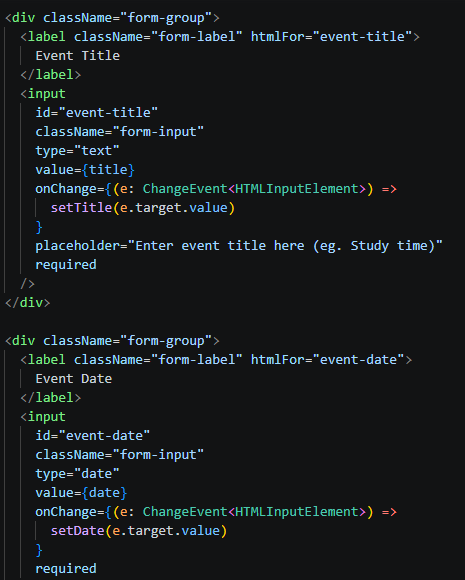 <div className="form-group">
<label className="form-label" htmlFor="event-title">
Event Title
</label>
<input
id="event-title"
className="form-input"
type="text"
value={title}
onChange={(e: ChangeEvent<HTMLInputElement>) =>
setTitle(e.target.value)
}
placeholder="Enter event title here (eg. Study time)"
required
/>
</div>
<div className="form-group">
<label className="form-label" htmlFor="event-date">
Event Date
</label>
<input
id="event-date"
className="form-input"
type="date"
value={date}
onChange={(e: ChangeEvent<HTMLInputElement>) =>
setDate(e.target.value)
}
required